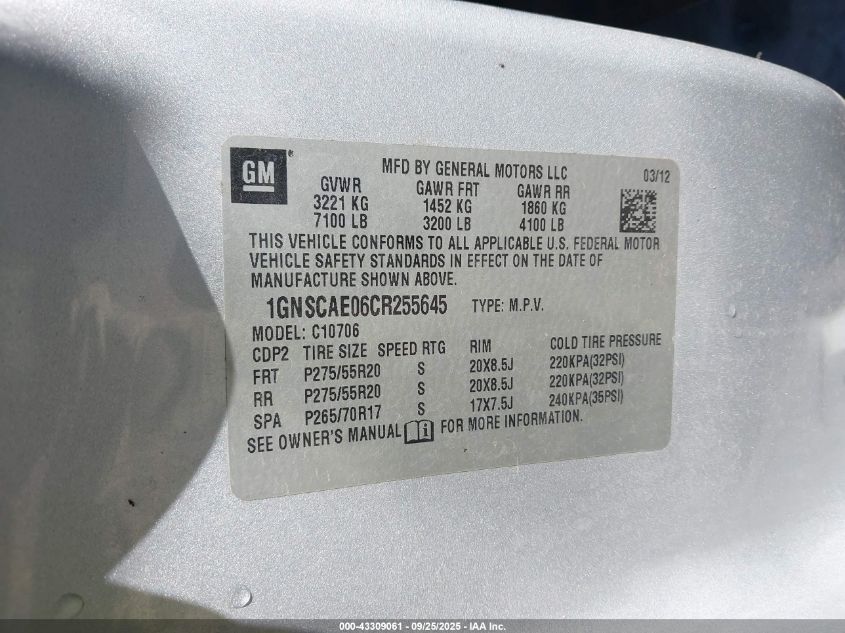 GM
MFD BY GENERAL MOTORS LLC 03/12
GVWR GAWR FRT GAWR RR
3221 KG 1452 KG 1860 KG
7100 LB 3200 LB 4100 LB
THIS VEHICLE CONFORMS TO ALL APPLICABLE U.S. FEDERAL MOTOR
VEHICLE SAFETY STANDARDS IN EFFECT ON THE DATE OF
MANUFACTURE SHOWN ABOVE.
1GNSCAE06CR255645 TYPE: M.P.V.
MODEL: C10706
CDP2 TIRE SIZE SPEED RTG RIM COLD TIRE PRESSURE
FRT P275/55R20 S 20X8.5J 220KPA(32PSI)
RR P275/55R20 S 20X8.5J 220KPA(32PSI)
SPA P265/70R17 S 17X7.5J 240KPA(35PSI)
SEE OWNER'S MANUAL i FOR MORE INFORMATION.
000-43309061 - 09/25/2025 - IAA Inc.